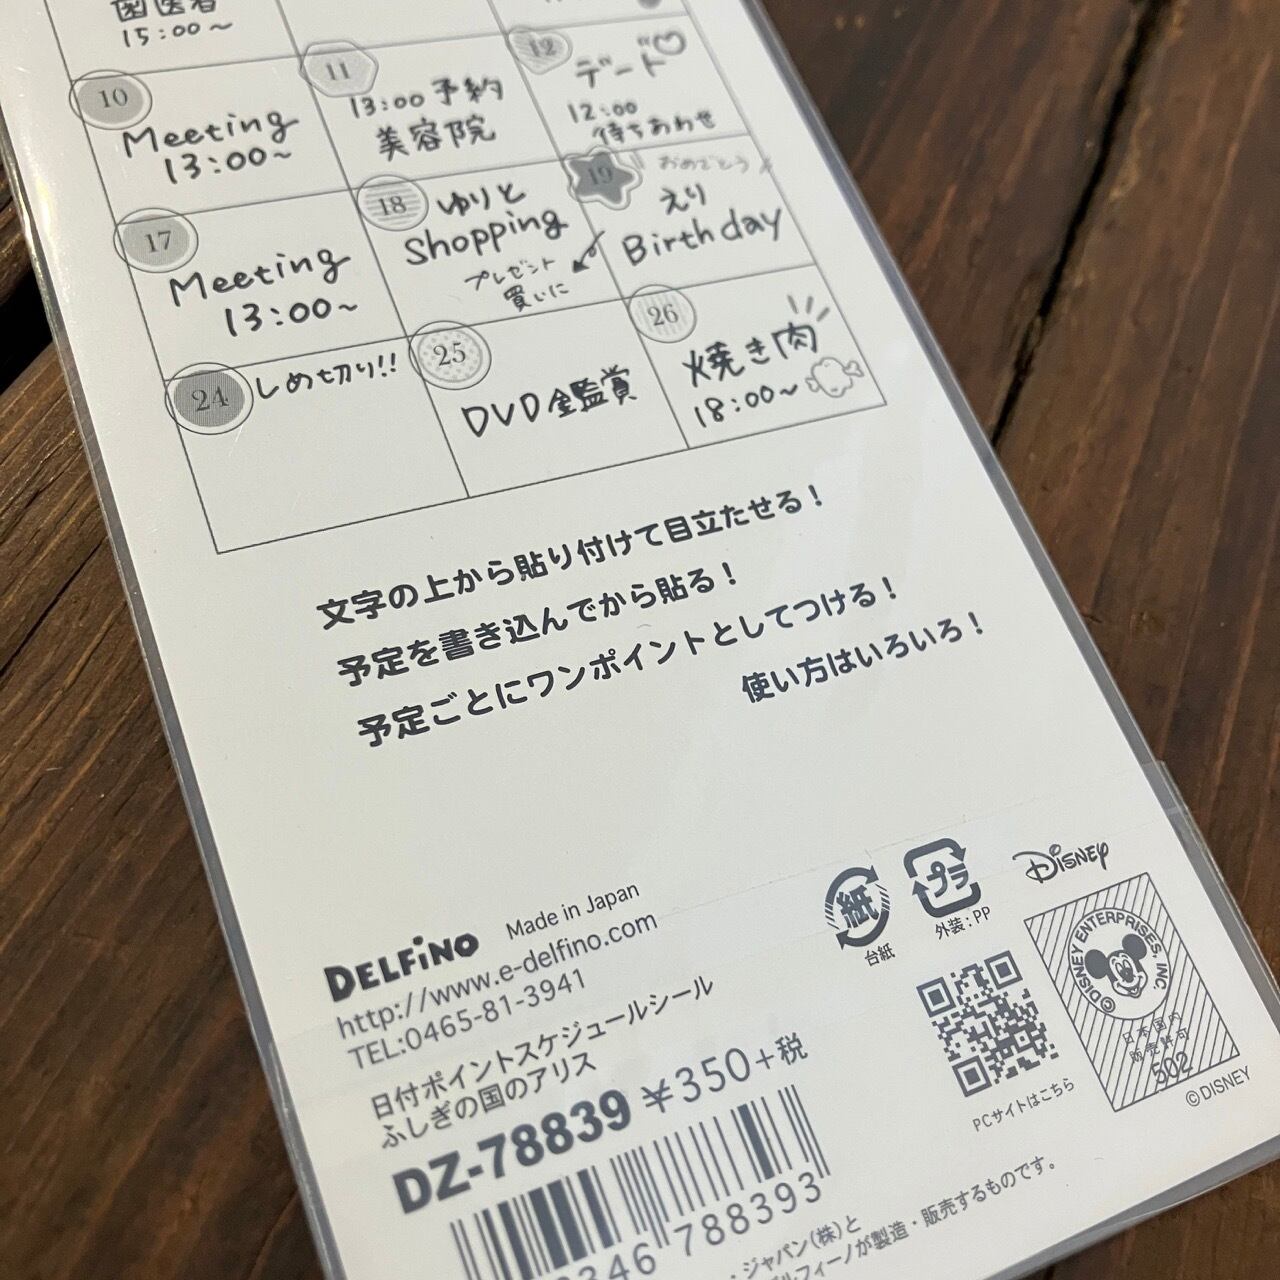 歯医者
15:00～
10
Meeting
13:00～
11
13:00 予約
美容院
12
デート♡
12:00
待ちあわせ
17
Meeting
13:00～
18
ゆりと
Shopping
プレゼント
買いに
19
おめでとう
えり
Birthday
24
しめ切り!!
25
DVD鑑賞
26
焼き肉
18:00～
文字の上から貼り付けて目立たせる！
予定を書き込んでから貼る！
予定ごとにワンポイントとしてつける！
使い方はいろいろ！
DELFiNO Made in Japan
http://www.e-delfino.com
TEL:0465-81-3941
日付ポイントスケジュールシール
ふしぎの国のアリス
DZ-78839 ¥350+税
346 788393
紙
台紙
プラ
外装：PP
PCサイトはこちら
Disney
©DISNEY ENTERPRISES, INC.
日本国内
販売許可
502
©DISNEY
ジャパン(株)と
デルフィーノが製造・販売するものです。